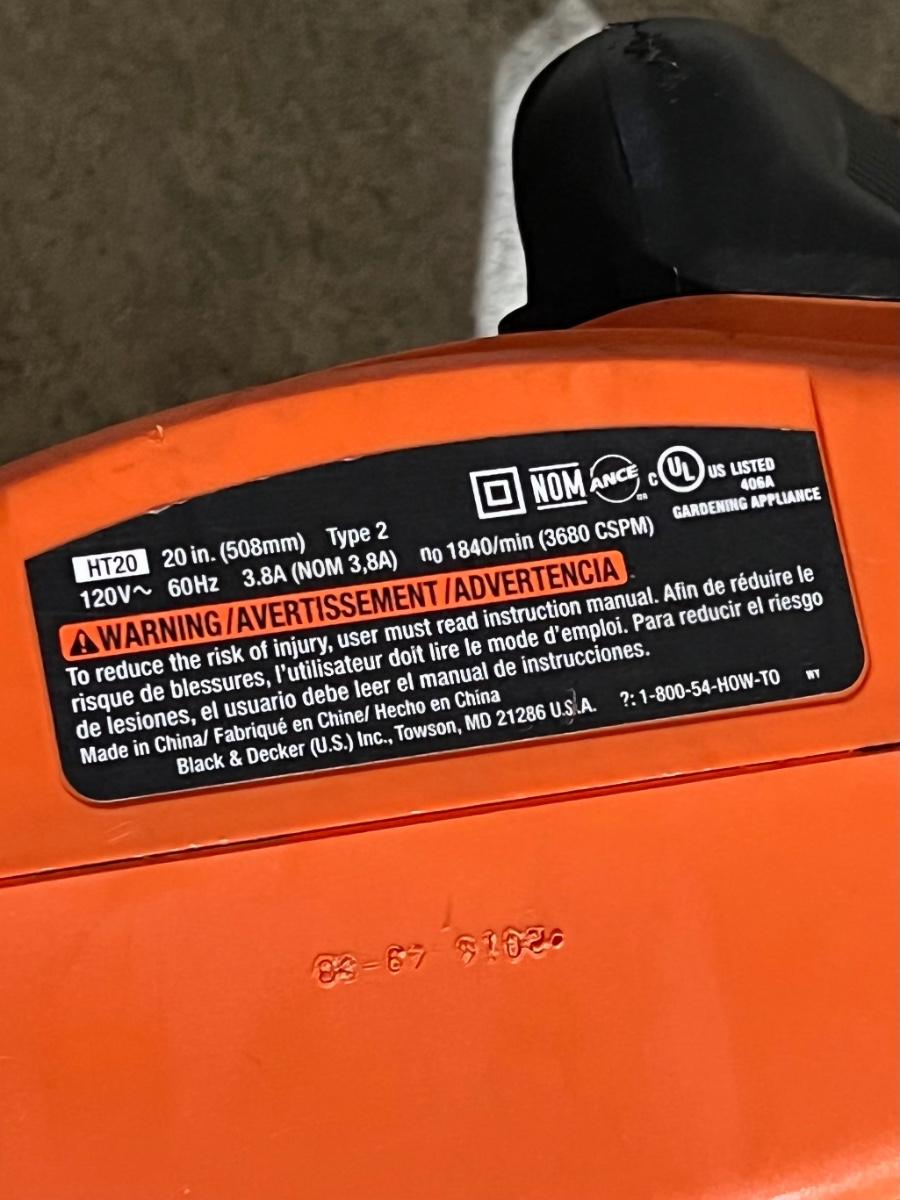 NOM ANCE C UL US LISTED
406A
GARDENING APPLIANCE
HT20 20 in. (508mm) Type 2
120V~ 60Hz 3.8A (NOM 3,8A) n0 1840/min (3680 CSPM)
WARNING/AVERTISSEMENT/ADVERTENCIA
To reduce the risk of injury, user must read instruction manual. Afin de réduire le
risque de blessures, l'utilisateur doit lire le mode d'emploi. Para reducir el riesgo
de lesiones, el usuario debe leer el manual de instrucciones.
Made in China/ Fabriqué en Chine/ Hecho en China
Black & Decker (U.S.) Inc., Towson, MD 21286 U.S.A. ?: 1-800-54-HOW-TO